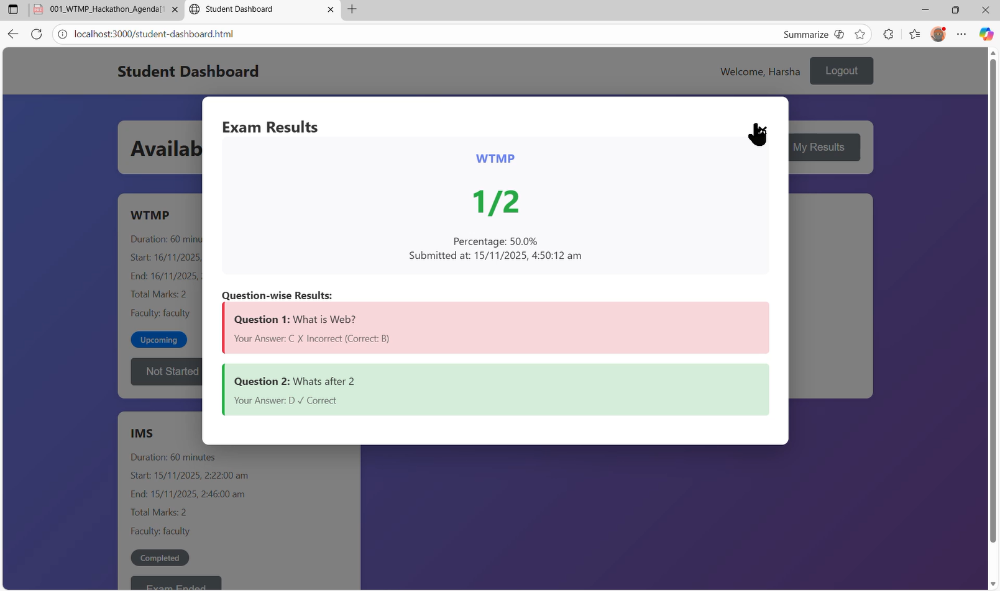 001_WTMP_Hackathon_Agenda[1
Student Dashboard
localhost:3000/student-dashboard.html
Summarize
Student Dashboard
Welcome, Harsha
Logout
My Results
Exam Results
WTMP
1/2
Percentage: 50.0%
Submitted at: 15/11/2025, 4:50:12 am
Question-wise Results:
Question 1: What is Web?
Your Answer: C ✗ Incorrect (Correct: B)
Question 2: Whats after 2
Your Answer: D ✓ Correct
WTMP
Duration: 60
Start: 16/11/2025,
End: 16/11/2025,
Total Marks: 2
Faculty: faculty
Upcoming
Not Started
IMS
Duration: 60 minutes
Start: 15/11/2025, 2:22:00 am
End: 15/11/2025, 2:46:00 am
Total Marks: 2
Faculty: faculty
Completed
Exam Ended